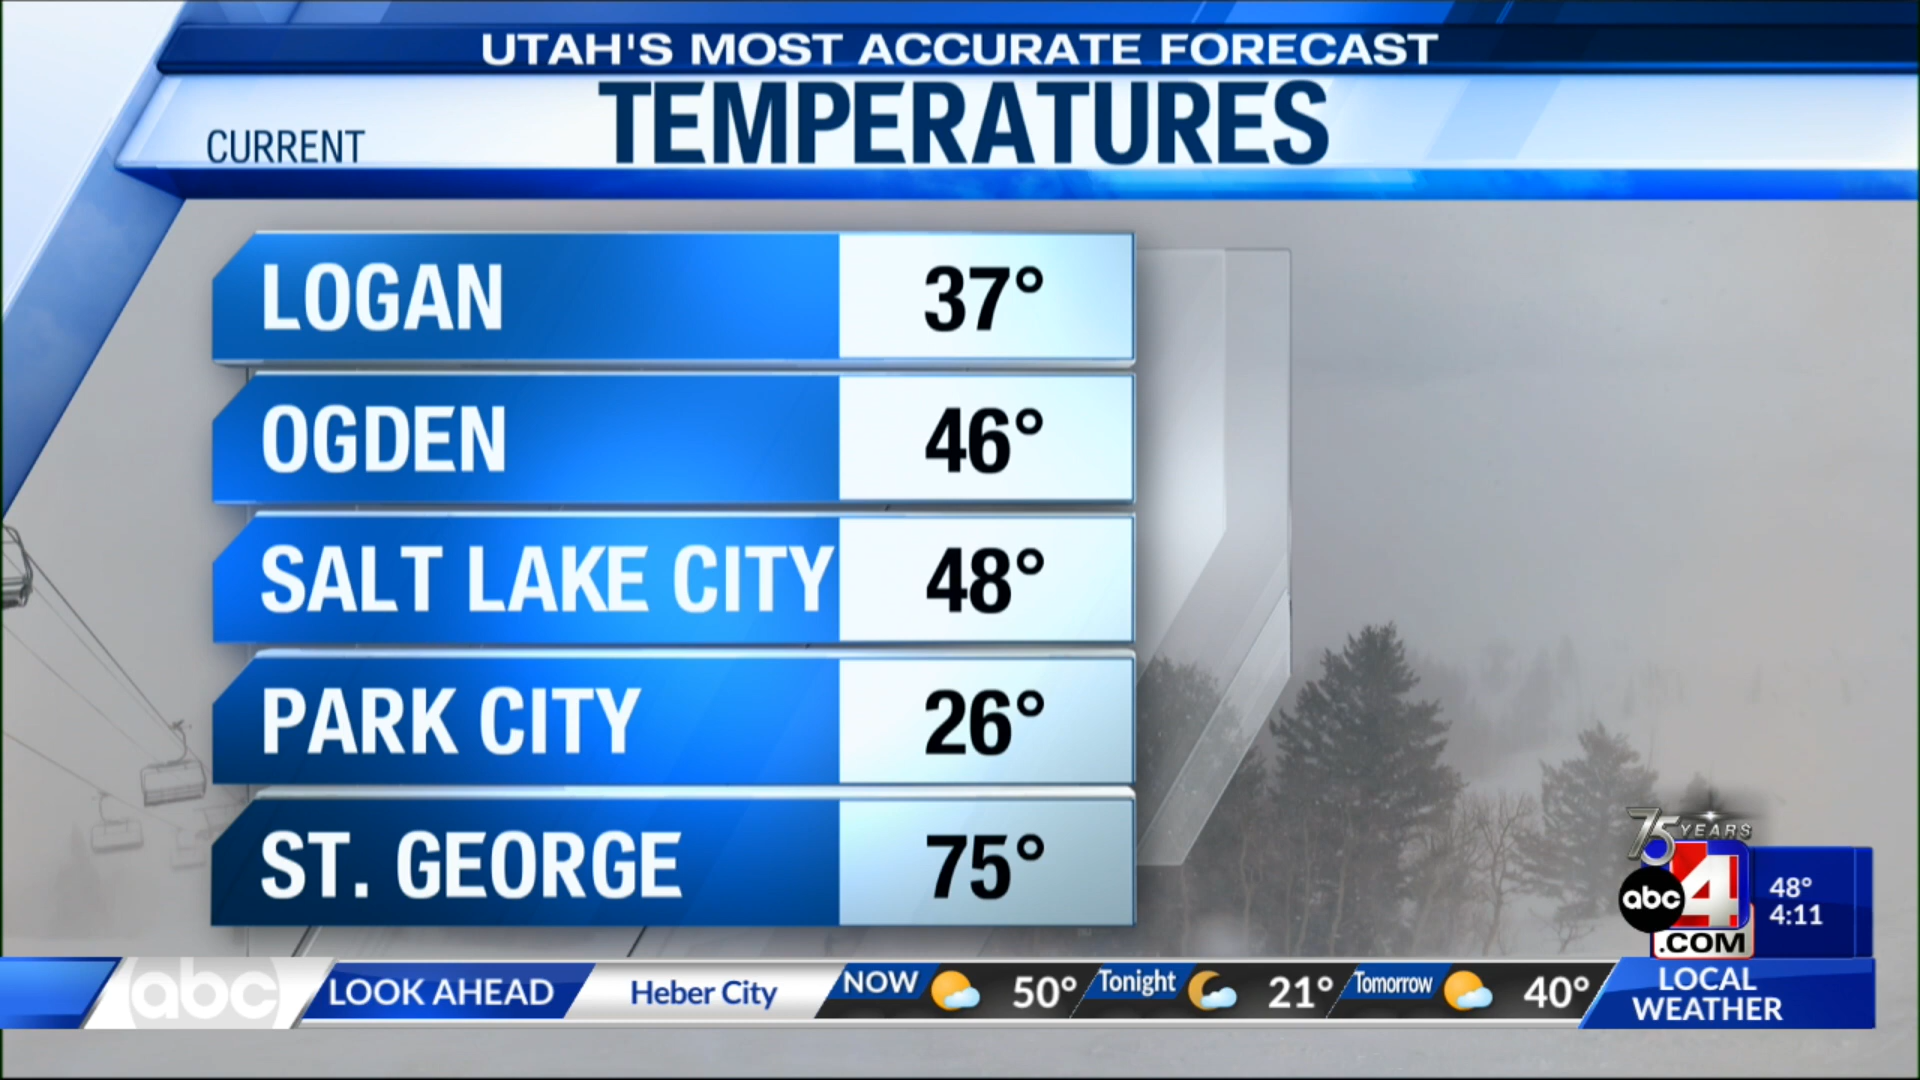 UTAH'S MOST ACCURATE FORECAST
CURRENT TEMPERATURES
LOGAN 37°
OGDEN 46°
SALT LAKE CITY 48°
PARK CITY 26°
ST. GEORGE 75°
75 YEARS
abc 4
.COM
48°
4:11
abc LOOK AHEAD Heber City NOW 50° Tonight 21° Tomorrow 40°
LOCAL
WEATHER